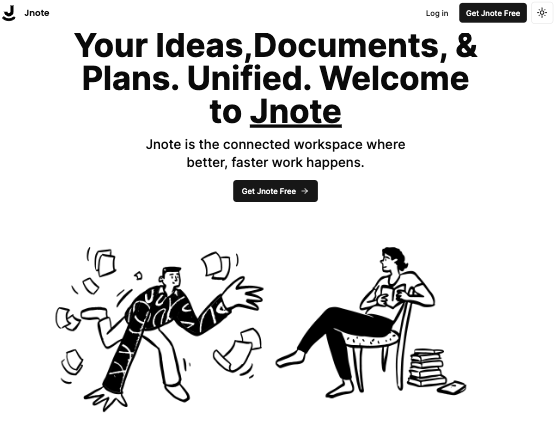 Jnote
Log in
Get Jnote Free
Your Ideas,Documents, &
Plans. Unified. Welcome
to Jnote
Jnote is the connected workspace where
better, faster work happens.
Get Jnote Free →